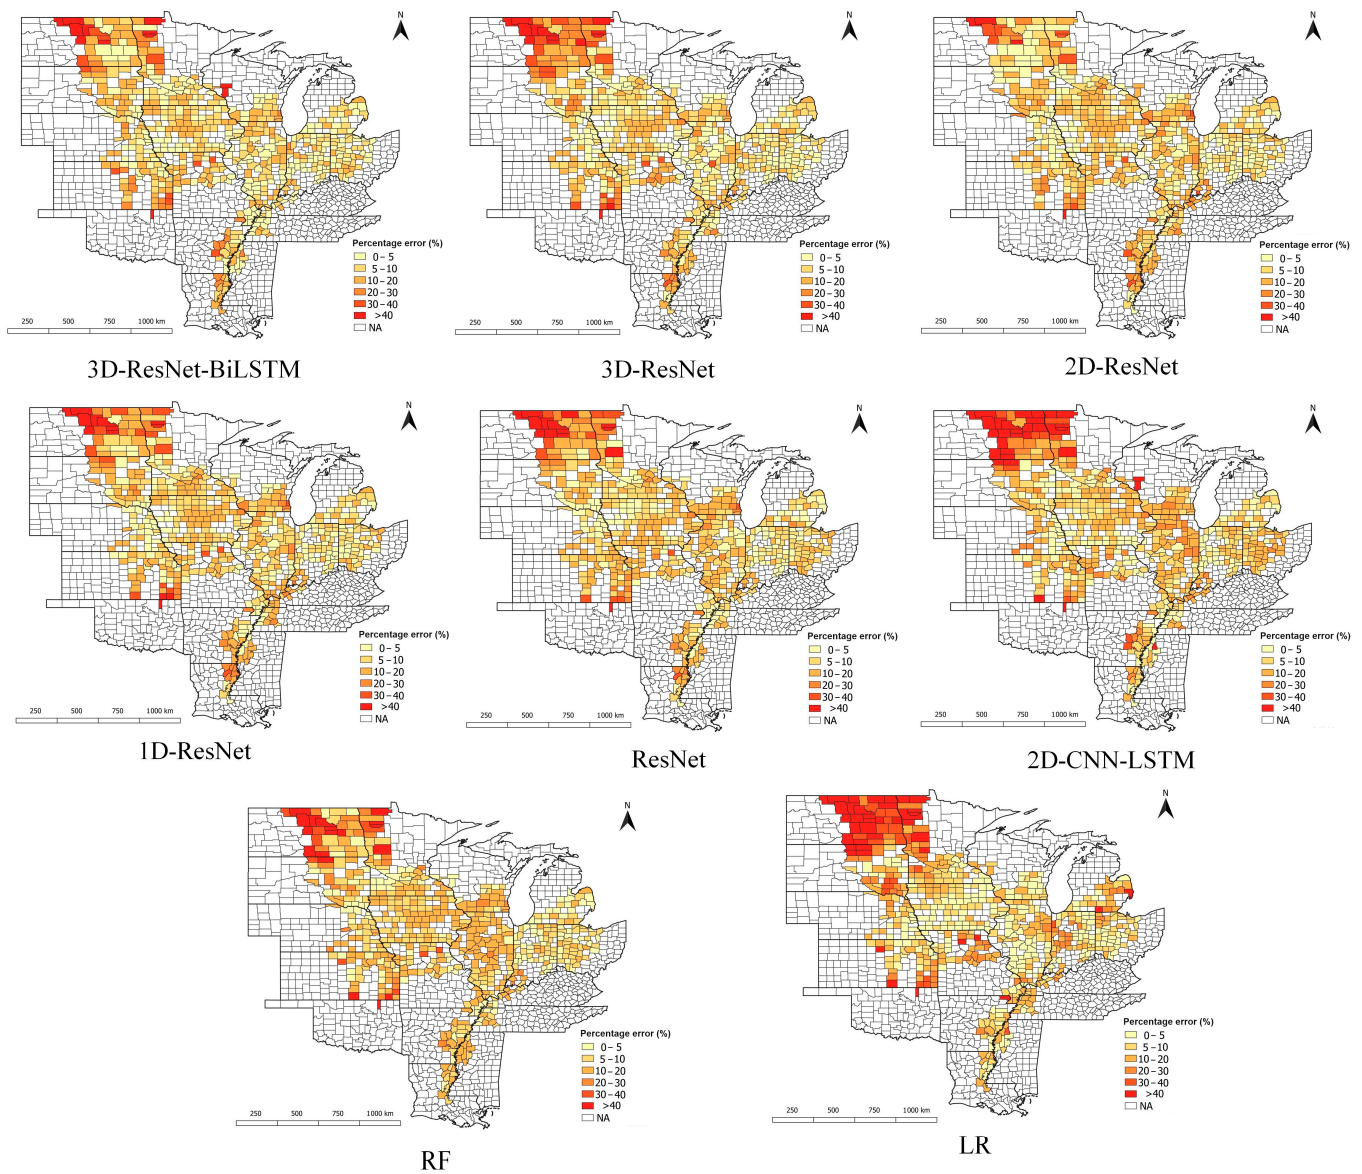 N
Percentage error (%)
0 – 5
5 – 10
10 – 20
20 – 30
30 – 40
>40
NA
250 500 750 1000 km
3D-ResNet-BiLSTM
N
Percentage error (%)
0 – 5
5 – 10
10 – 20
20 – 30
30 – 40
>40
NA
250 500 750 1000 km
3D-ResNet
N
Percentage error (%)
0 – 5
5 – 10
10 – 20
20 – 30
30 – 40
>40
NA
250 500 750 1000 km
2D-ResNet
N
Percentage error (%)
0 – 5
5 – 10
10 – 20
20 – 30
30 – 40
>40
NA
250 500 750 1000 km
1D-ResNet
N
Percentage error (%)
0 – 5
5 – 10
10 – 20
20 – 30
30 – 40
>40
NA
250 500 750 1000 km
ResNet
N
Percentage error (%)
0 – 5
5 – 10
10 – 20
20 – 30
30 – 40
>40
NA
250 500 750 1000 km
2D-CNN-LSTM
N
Percentage error (%)
0 – 5
5 – 10
10 – 20
20 – 30
30 – 40
>40
NA
250 500 750 1000 km
RF
N
Percentage error (%)
0 – 5
5 – 10
10 – 20
20 – 30
30 – 40
>40
NA
250 500 750 1000 km
LR